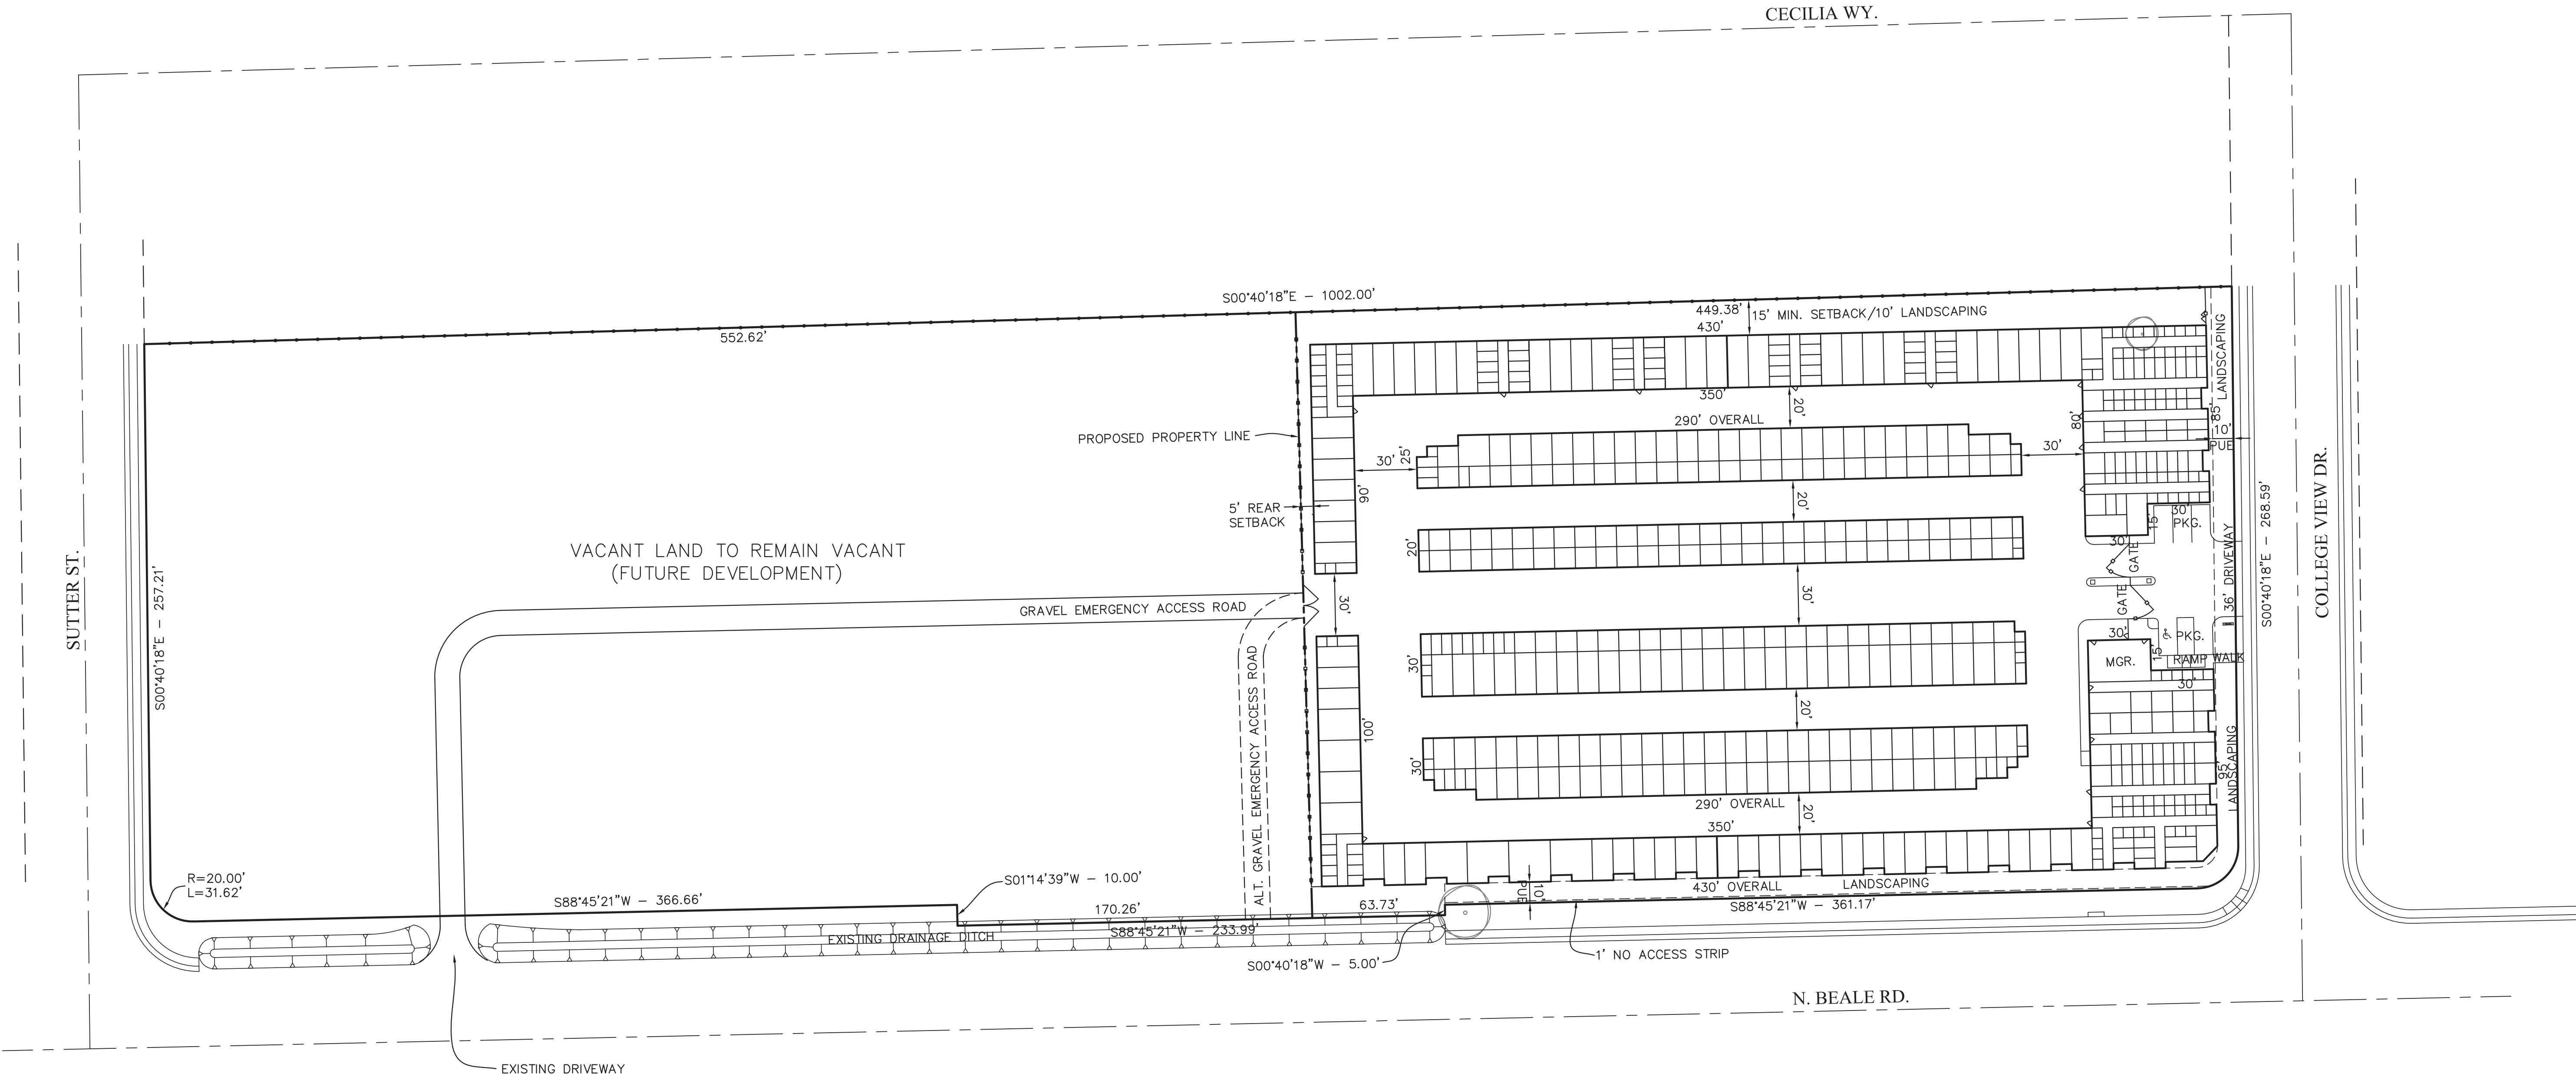 CECILIA WY.
S00°40'18"E - 1002.00'
449.38'
15' MIN. SETBACK/10' LANDSCAPING
430'
552.62'
LANDSCAPING
350'
20'
290' OVERALL
80'
85'
10'
PUE
PROPOSED PROPERTY LINE
30'
25'
30'
90'
20'
5' REAR
SETBACK
30'
PKG.
15'
30'
GATE
36' DRIVEWAY
S00°40'18"E - 268.59'
COLLEGE VIEW DR.
20'
VACANT LAND TO REMAIN VACANT
(FUTURE DEVELOPMENT)
SUTTER ST.
S00°40'18"E - 257.21'
GRAVEL EMERGENCY ACCESS ROAD
30'
30'
GATE
30'
PKG.
MGR.
15'
RAMP
WALK
30'
30'
ALT. GRAVEL EMERGENCY ACCESS ROAD
100'
20'
30'
95'
LANDSCAPING
290' OVERALL
20'
350'
R=20.00'
L=31.62'
S01°14'39"W - 10.00'
S88°45'21"W - 366.66'
170.26'
63.73'
PUE
10'
430' OVERALL
LANDSCAPING
S88°45'21"W - 361.17'
EXISTING DRAINAGE DITCH
S88°45'21"W - 233.99'
S00°40'18"W - 5.00'
1' NO ACCESS STRIP
N. BEALE RD.
EXISTING DRIVEWAY